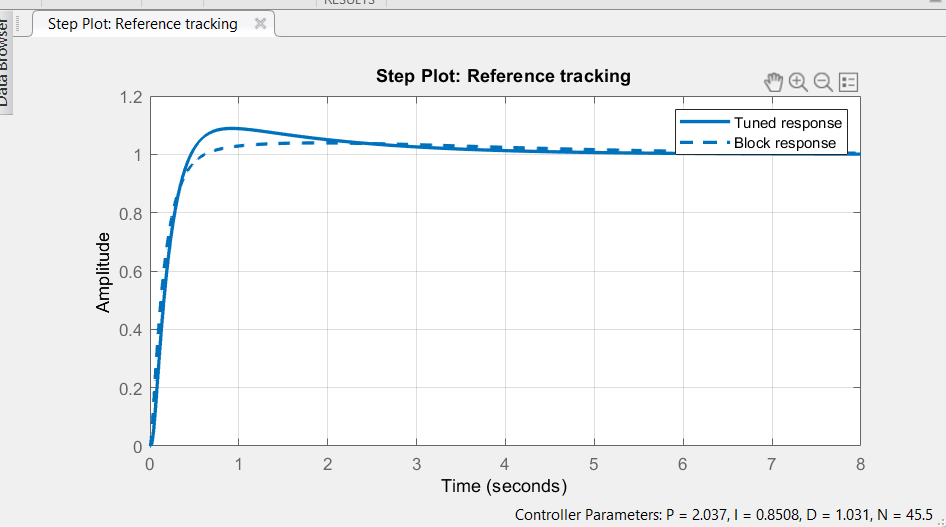 RESULTS
Step Plot: Reference tracking
Data Browser
Step Plot: Reference tracking
1.2
1
0.8
0.6
0.4
0.2
0
Amplitude
Tuned response
Block response
0 1 2 3 4 5 6 7 8
Time (seconds)
Controller Parameters: P = 2.037, I = 0.8508, D = 1.031, N = 45.5